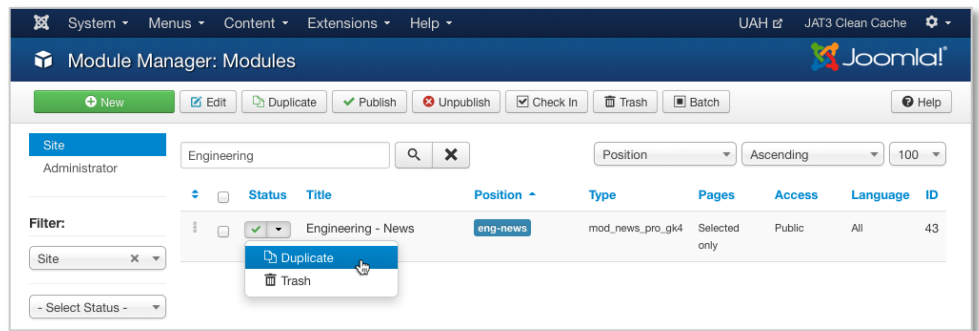 System Menus Content Extensions Help UAH JAT3 Clean Cache
Module Manager: Modules Joomla!
New Edit Duplicate Publish Unpublish Check In Trash Batch Help
Site
Administrator
Engineering Position Ascending 100
Status Title Position Type Pages Access Language ID
Filter:
Engineering - News eng-news mod_news_pro_gk4 Selected only Public All 43
Site
Duplicate
Trash
- Select Status -